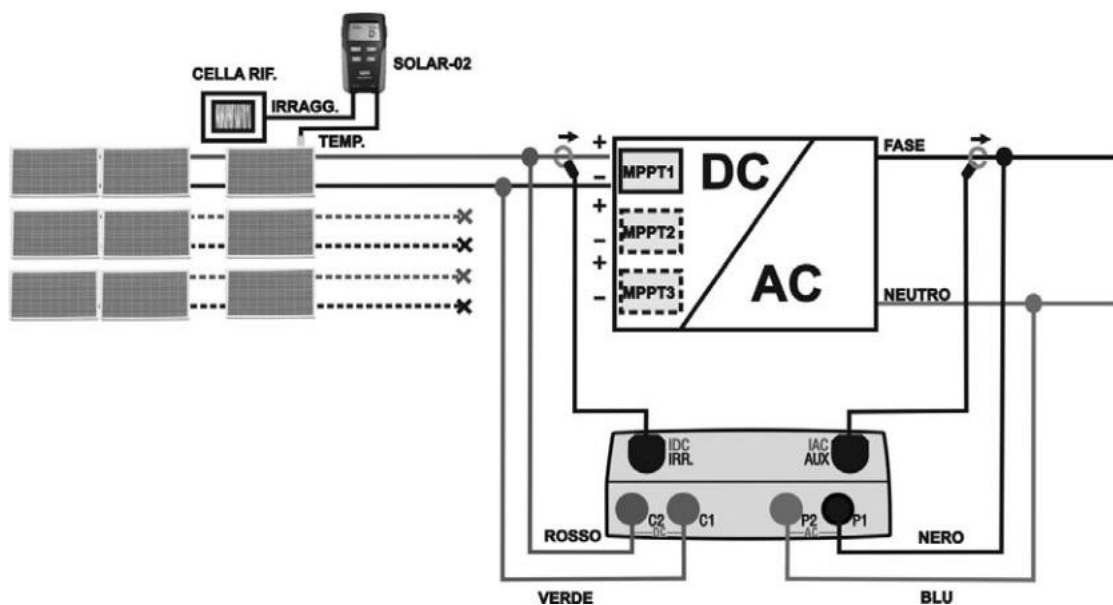 SOLAR-02
CELLA RIF.
IRRAGG.
TEMP.
+
-
MPPT1
DC
FASE
+
-
MPPT2
+
-
MPPT3
AC
NEUTRO
IDC
IRR.
IAC
AUX
C2
C1
DC
P2
P1
AC
ROSSO
NERO
VERDE
BLU